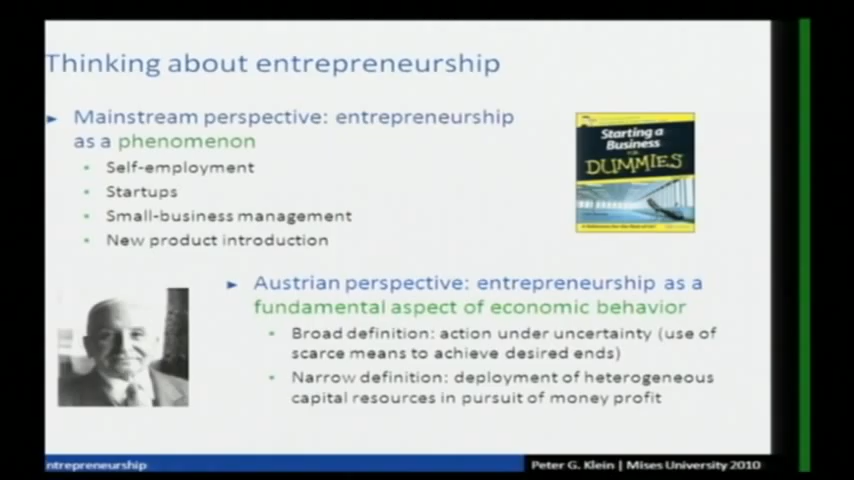 Thinking about entrepreneurship
Mainstream perspective: entrepreneurship
as a phenomenon
Self-employment
Startups
Small-business management
New product introduction
Starting a
Business
FOR
DUMMIES
Austrian perspective: entrepreneurship as a
fundamental aspect of economic behavior
Broad definition: action under uncertainty (use of
scarce means to achieve desired ends)
Narrow definition: deployment of heterogeneous
capital resources in pursuit of money profit
ntrepreneurship
Peter G. Klein | Mises University 2010